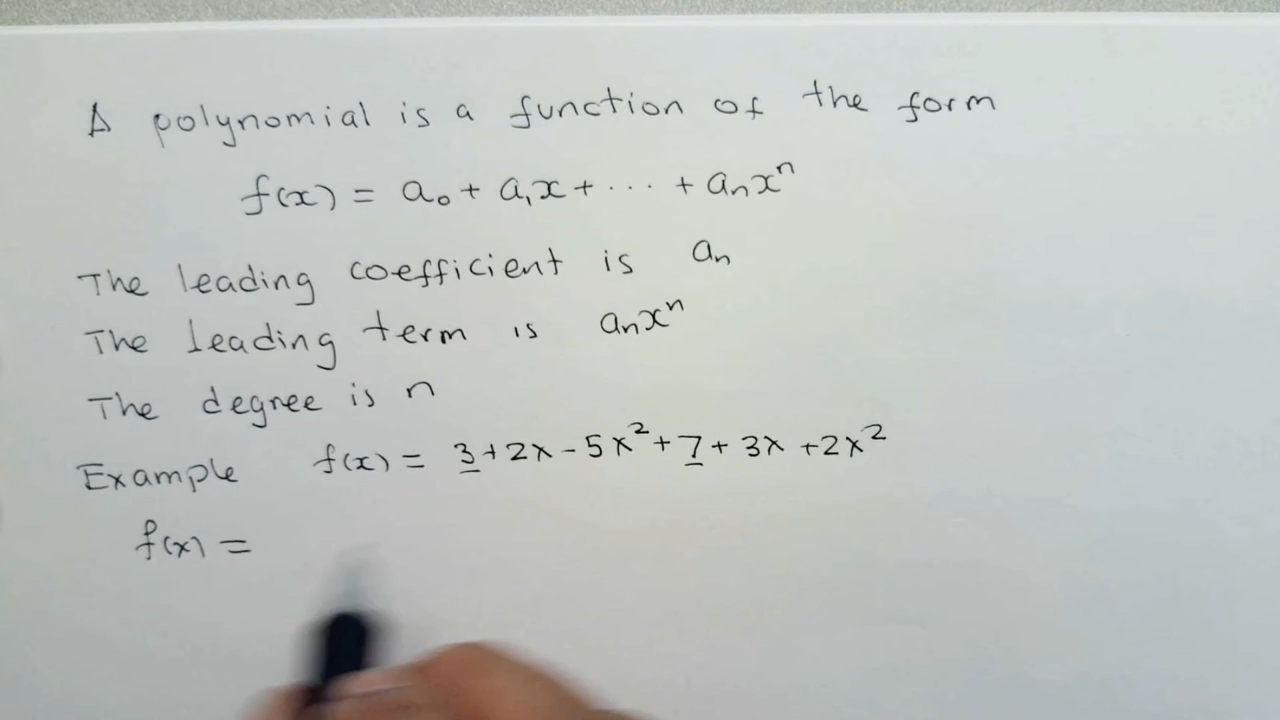 A polynomial is a function of the form
f(x) = a₀ + a₁x + ··· + aₙxⁿ
The leading coefficient is aₙ
The leading term is aₙxⁿ
The degree is n
Example f(x) = 3 + 2x - 5x² + 7 + 3x + 2x²
f(x) =